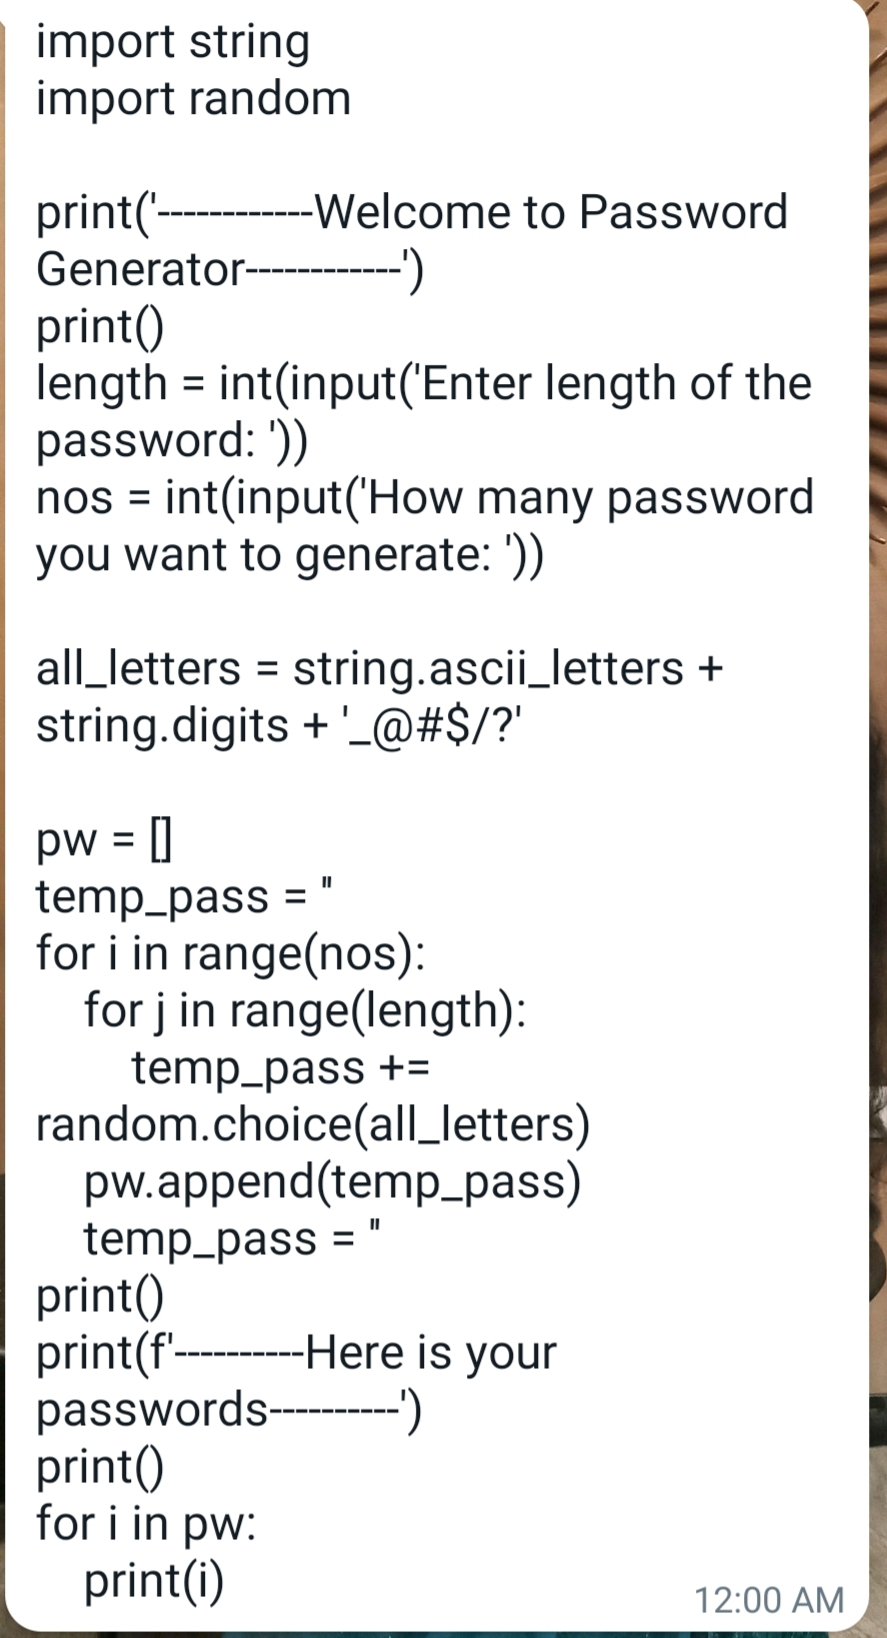 import string
import random
print('------------Welcome to Password
Generator------------')
print()
length = int(input('Enter length of the
password: '))
nos = int(input('How many password
you want to generate: '))
all_letters = string.ascii_letters +
string.digits + '_@#$/?'
pw = []
temp_pass = ''
for i in range(nos):
    for j in range(length):
        temp_pass +=
random.choice(all_letters)
    pw.append(temp_pass)
    temp_pass = ''
print()
print(f'----------Here is your
passwords----------')
print()
for i in pw:
    print(i)
12:00 AM